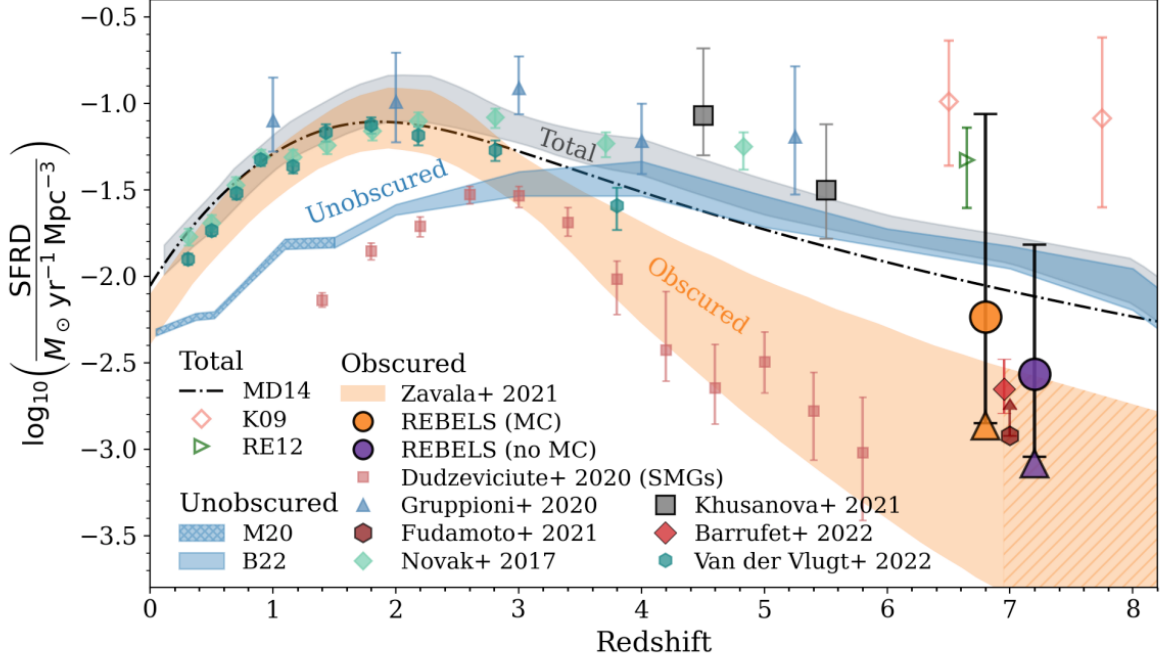 −0.5
−1.0
−1.5
−2.0
−2.5
−3.0
−3.5
log₁₀(SFRD / M⊙ yr⁻¹ Mpc⁻³)
Total
Unobscured
Obscured
Total
MD14
K09
RE12
Unobscured
M20
B22
Obscured
Zavala+ 2021
REBELS (MC)
REBELS (no MC)
Dudzeviciute+ 2020 (SMGs)
Gruppioni+ 2020
Fudamoto+ 2021
Novak+ 2017
Khusanova+ 2021
Barrufet+ 2022
Van der Vlugt+ 2022
0 1 2 3 4 5 6 7 8
Redshift